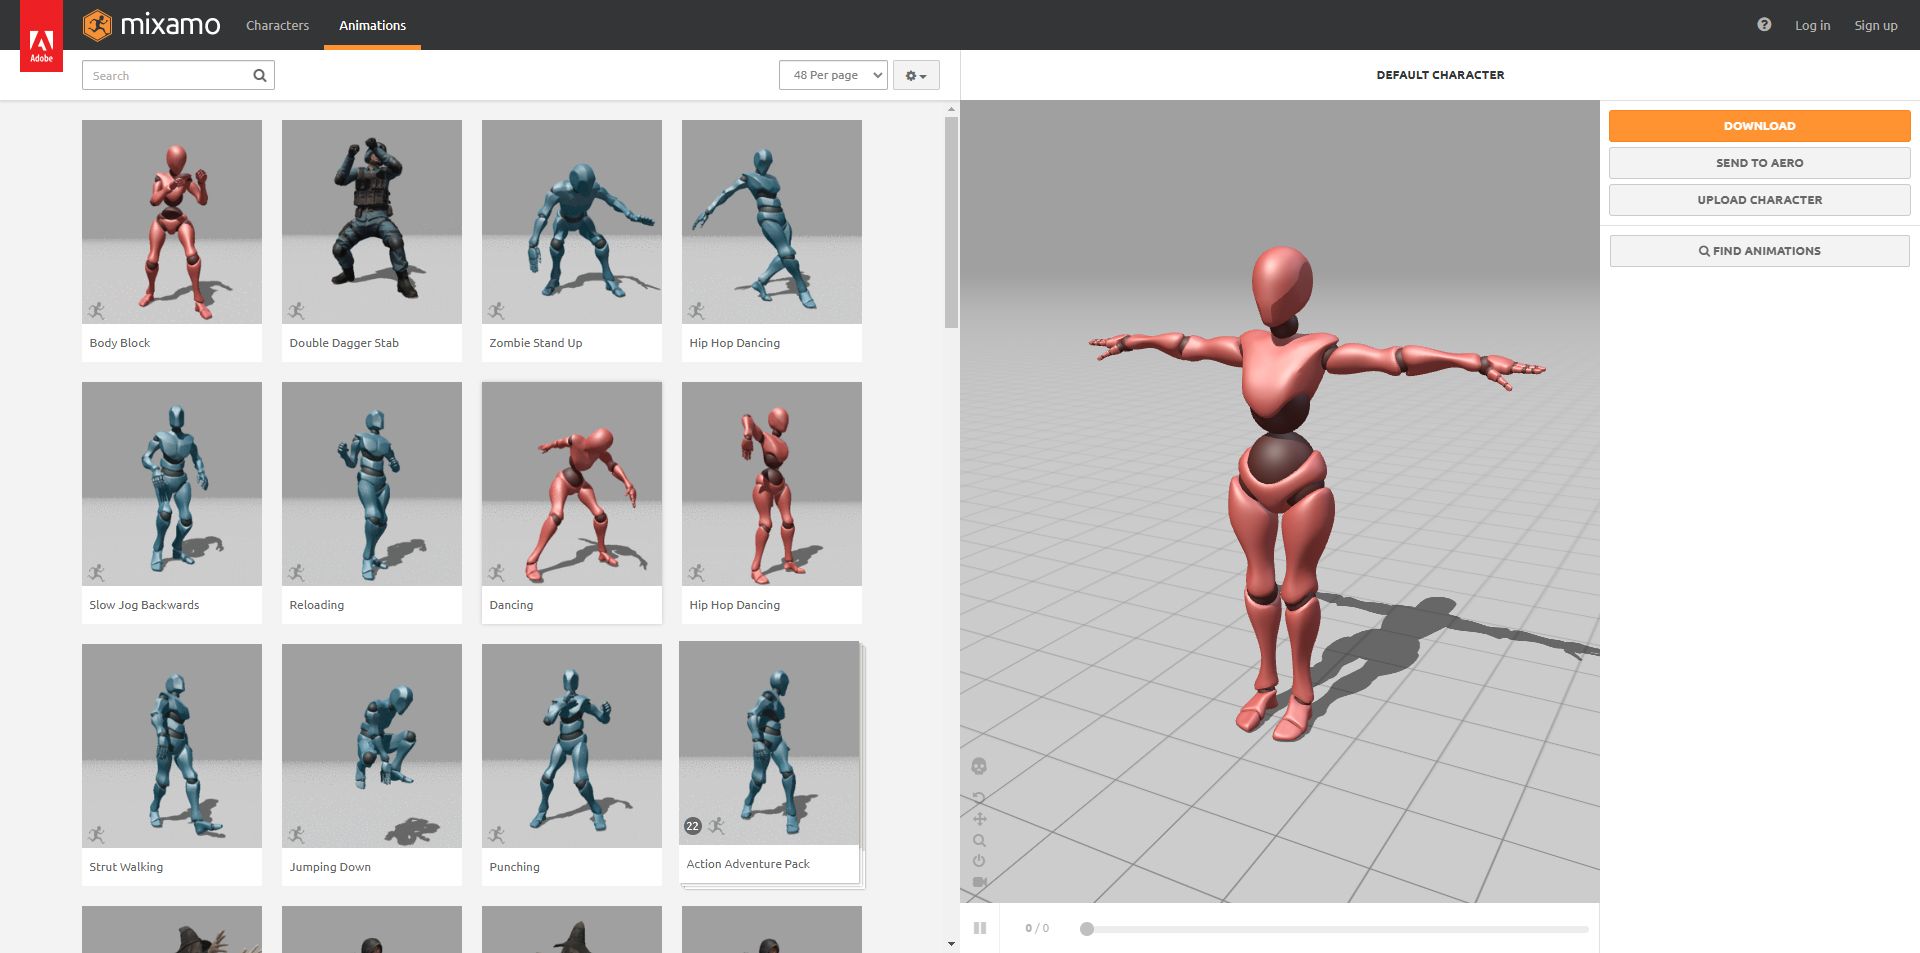 Adobe
mixamo
Characters
Animations
Log in
Sign up
Search
48 Per page
DEFAULT CHARACTER
DOWNLOAD
SEND TO AERO
UPLOAD CHARACTER
FIND ANIMATIONS
Body Block
Double Dagger Stab
Zombie Stand Up
Hip Hop Dancing
Slow Jog Backwards
Reloading
Dancing
Hip Hop Dancing
22
Strut Walking
Jumping Down
Punching
Action Adventure Pack
0 / 0